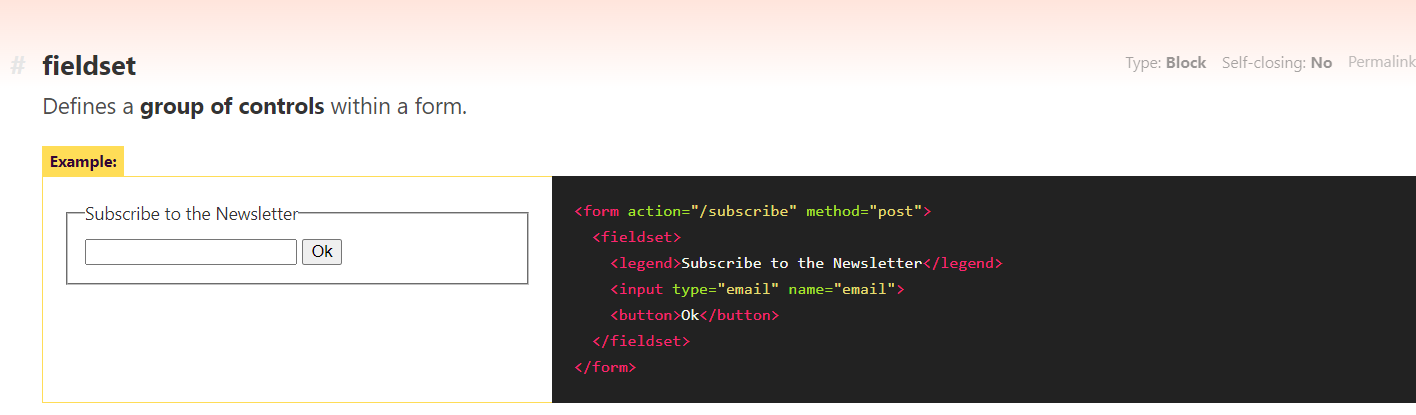 # fieldset
Type: Block Self-closing: No Permalink
Defines a group of controls within a form.
Example:
Subscribe to the Newsletter
Ok
<form action="/subscribe" method="post">
  <fieldset>
    <legend>Subscribe to the Newsletter</legend>
    <input type="email" name="email">
    <button>Ok</button>
  </fieldset>
</form>